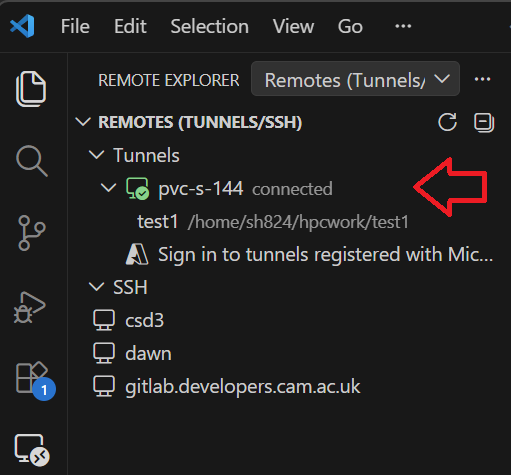 File Edit Selection View Go ···
REMOTE EXPLORER Remotes (Tunnels/ ···
REMOTES (TUNNELS/SSH)
Tunnels
pvc-s-144 connected
test1 /home/sh824/hpcwork/test1
Sign in to tunnels registered with Mic...
SSH
csd3
dawn
gitlab.developers.cam.ac.uk
1